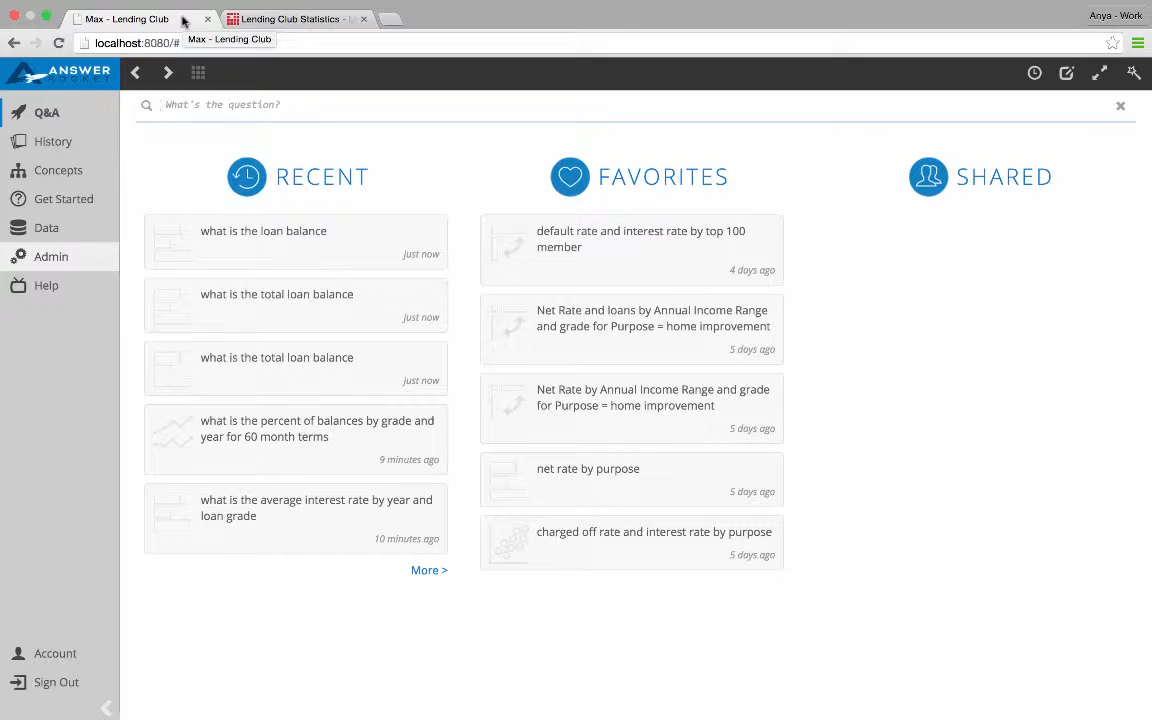 Max - Lending Club
Lending Club Statistics -
Anya - Work
localhost:8080/#
Max - Lending Club
ANSWER
ROCKET
What's the question?
Q&A
History
Concepts
Get Started
Data
Admin
Help
Account
Sign Out
RECENT
what is the loan balance
just now
what is the total loan balance
just now
what is the total loan balance
just now
what is the percent of balances by grade and
year for 60 month terms
9 minutes ago
what is the average interest rate by year and
loan grade
10 minutes ago
More >
FAVORITES
default rate and interest rate by top 100
member
4 days ago
Net Rate and loans by Annual Income Range
and grade for Purpose = home improvement
5 days ago
Net Rate by Annual Income Range and grade
for Purpose = home improvement
5 days ago
net rate by purpose
5 days ago
charged off rate and interest rate by purpose
5 days ago
SHARED